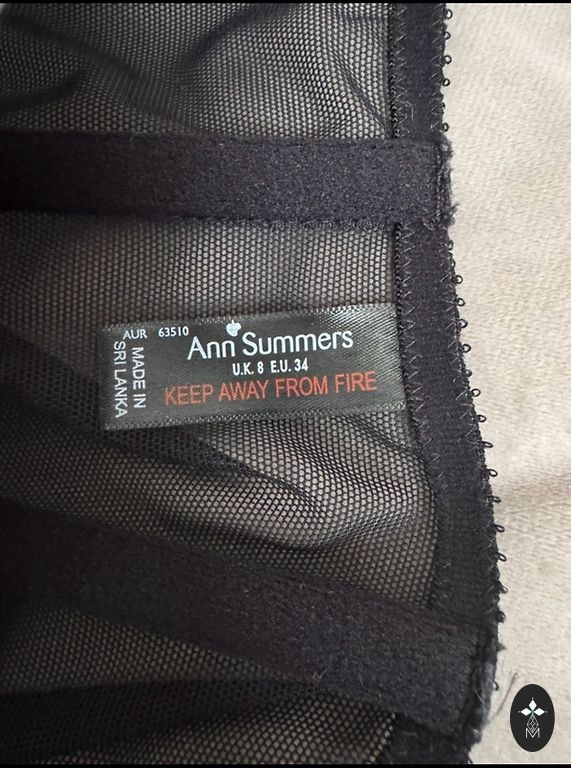 AUR 63510
Ann Summers
U.K. 8 E.U. 34
KEEP AWAY FROM FIRE
MADE IN
SRI LANKA